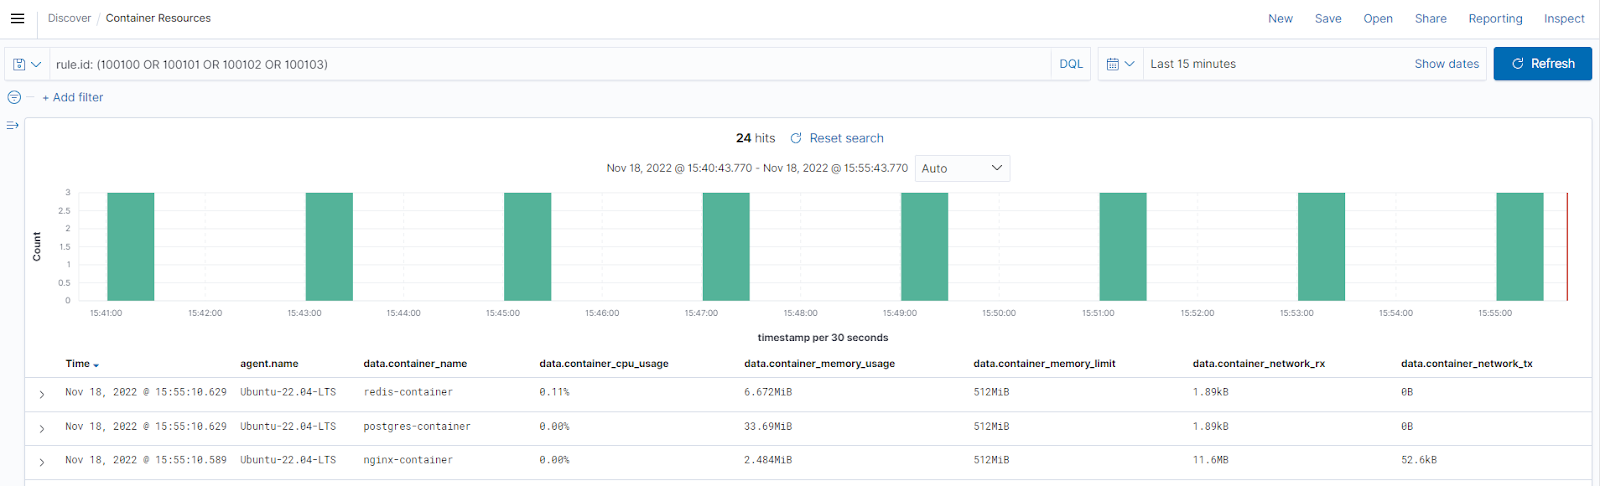 Discover / Container Resources New Save Open Share Reporting Inspect
rule.id: (100100 OR 100101 OR 100102 OR 100103) DQL Last 15 minutes Show dates Refresh
+ Add filter
24 hits Reset search
Nov 18, 2022 @ 15:40:43.770 - Nov 18, 2022 @ 15:55:43.770 Auto
3
2.5
2
1.5
1
0.5
0
Count
15:41:00 15:42:00 15:43:00 15:44:00 15:45:00 15:46:00 15:47:00 15:48:00 15:49:00 15:50:00 15:51:00 15:52:00 15:53:00 15:54:00 15:55:00
timestamp per 30 seconds
Time agent.name data.container_name data.container_cpu_usage data.container_memory_usage data.container_memory_limit data.container_network_rx data.container_network_tx
Nov 18, 2022 @ 15:55:10.629 Ubuntu-22.04-LTS redis-container 0.11% 6.672MiB 512MiB 1.89kB 0B
Nov 18, 2022 @ 15:55:10.629 Ubuntu-22.04-LTS postgres-container 0.00% 33.69MiB 512MiB 1.89kB 0B
Nov 18, 2022 @ 15:55:10.589 Ubuntu-22.04-LTS nginx-container 0.00% 2.484MiB 512MiB 11.6MB 52.6kB